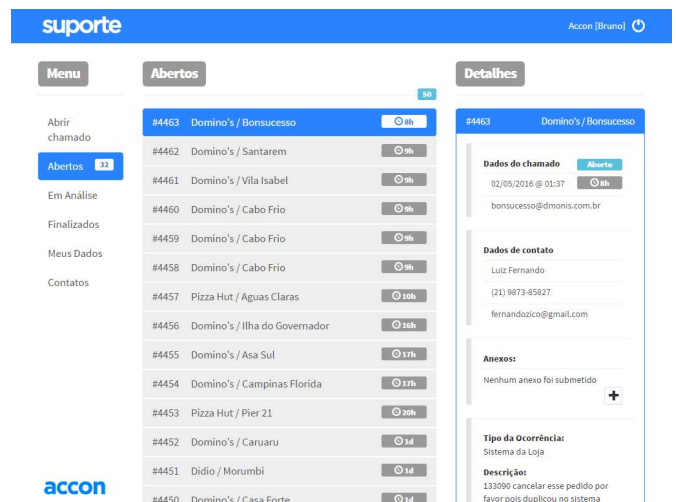 suporte
Accon [Bruno]
Menu
Abrir
chamado
Abertos 32
Em Análise
Finalizados
Meus Dados
Contatos
accon
Abertos
50
#4463 Domino's / Bonsucesso 8h
#4462 Domino's / Santarem 9h
#4461 Domino's / Vila Isabel 9h
#4460 Domino's / Cabo Frio 9h
#4459 Domino's / Cabo Frio 9h
#4458 Domino's / Cabo Frio 9h
#4457 Pizza Hut / Aguas Claras 10h
#4456 Domino's / Ilha do Governador 16h
#4455 Domino's / Asa Sul 17h
#4454 Domino's / Campinas Florida 17h
#4453 Pizza Hut / Pier 21 20h
#4452 Domino's / Caruaru 1d
#4451 Didio / Morumbi 1d
#4450 Domino's / Casa Forte 1d
Detalhes
#4463 Domino's / Bonsucesso
Dados do chamado Aberto
02/05/2016 @ 01:37 8h
bonsucesso@dmonis.com.br
Dados de contato
Luiz Fernando
(21) 9873-85827
fernandozico@gmail.com
Anexos:
Nenhum anexo foi submetido
Tipo da Ocorrência:
Sistema da Loja
Descrição:
133090 cancelar esse pedido por
favor pois duplicou no sistema